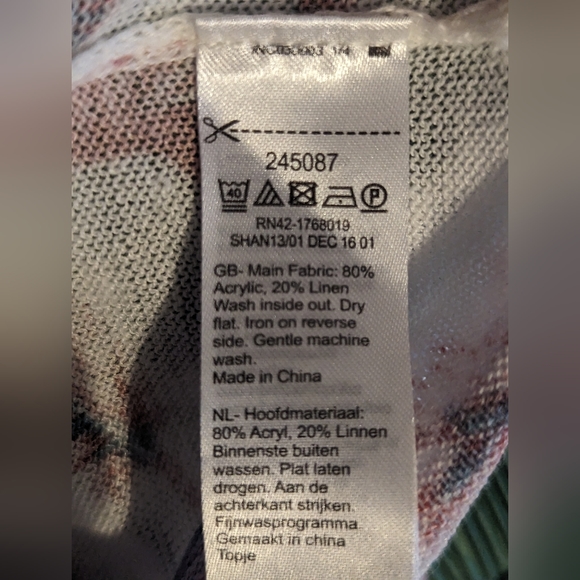 1/4
245087
40 P
RN42-1768019
SHAN13/01 DEC 16 01
GB- Main Fabric: 80%
Acrylic, 20% Linen
Wash inside out. Dry
flat. Iron on reverse
side. Gentle machine
wash.
Made in China
NL- Hoofdmateriaal:
80% Acryl, 20% Linnen
Binnenste buiten
wassen. Plat laten
drogen. Aan de
achterkant strijken.
Fijnwasprogramma
Gemaakt in china
Topje